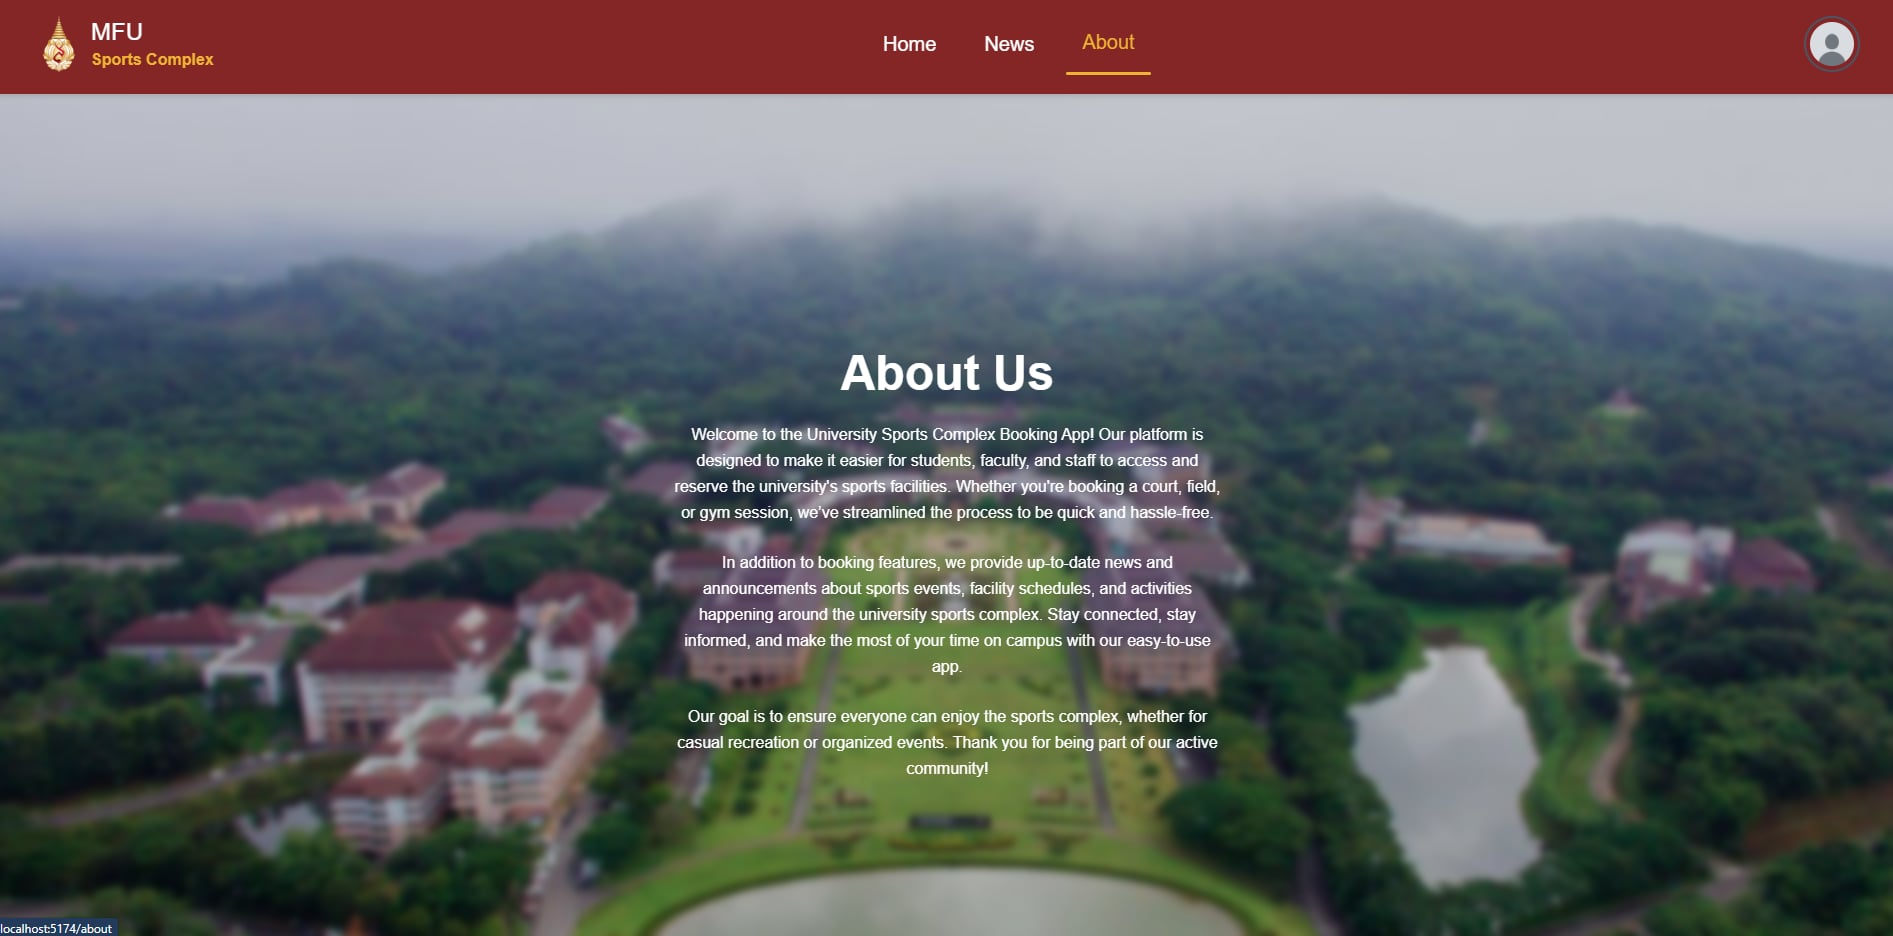 MFU
Sports Complex
Home
News
About
About Us
Welcome to the University Sports Complex Booking App! Our platform is
designed to make it easier for students, faculty, and staff to access and
reserve the university's sports facilities. Whether you're booking a court, field,
or gym session, we've streamlined the process to be quick and hassle-free.
In addition to booking features, we provide up-to-date news and
announcements about sports events, facility schedules, and activities
happening around the university sports complex. Stay connected, stay
informed, and make the most of your time on campus with our easy-to-use
app.
Our goal is to ensure everyone can enjoy the sports complex, whether for
casual recreation or organized events. Thank you for being part of our active
community!
localhost:5174/about